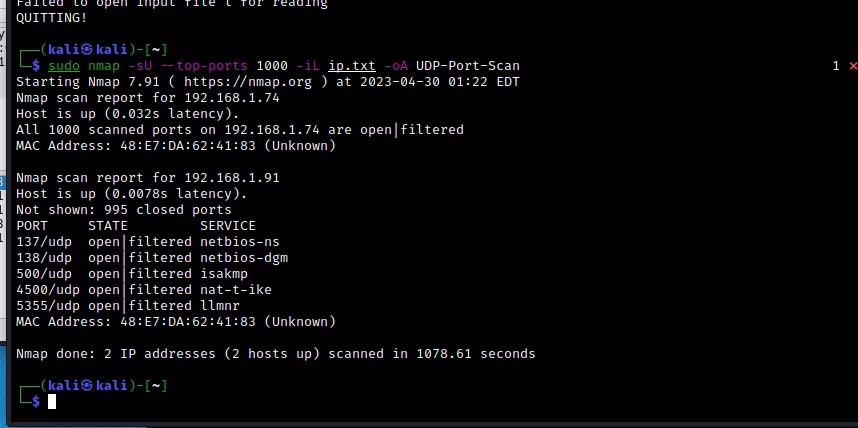 Failed to open input file t for reading
QUITTING!
┌──(kali㉿kali)-[~]
└─$ sudo nmap -sU --top-ports 1000 -iL ip.txt -oA UDP-Port-Scan 1 ⨯
Starting Nmap 7.91 ( https://nmap.org ) at 2023-04-30 01:22 EDT
Nmap scan report for 192.168.1.74
Host is up (0.032s latency).
All 1000 scanned ports on 192.168.1.74 are open|filtered
MAC Address: 48:E7:DA:62:41:83 (Unknown)
Nmap scan report for 192.168.1.91
Host is up (0.0078s latency).
Not shown: 995 closed ports
PORT STATE SERVICE
137/udp open|filtered netbios-ns
138/udp open|filtered netbios-dgm
500/udp open|filtered isakmp
4500/udp open|filtered nat-t-ike
5355/udp open|filtered llmnr
MAC Address: 48:E7:DA:62:41:83 (Unknown)
Nmap done: 2 IP addresses (2 hosts up) scanned in 1078.61 seconds
┌──(kali㉿kali)-[~]
└─$